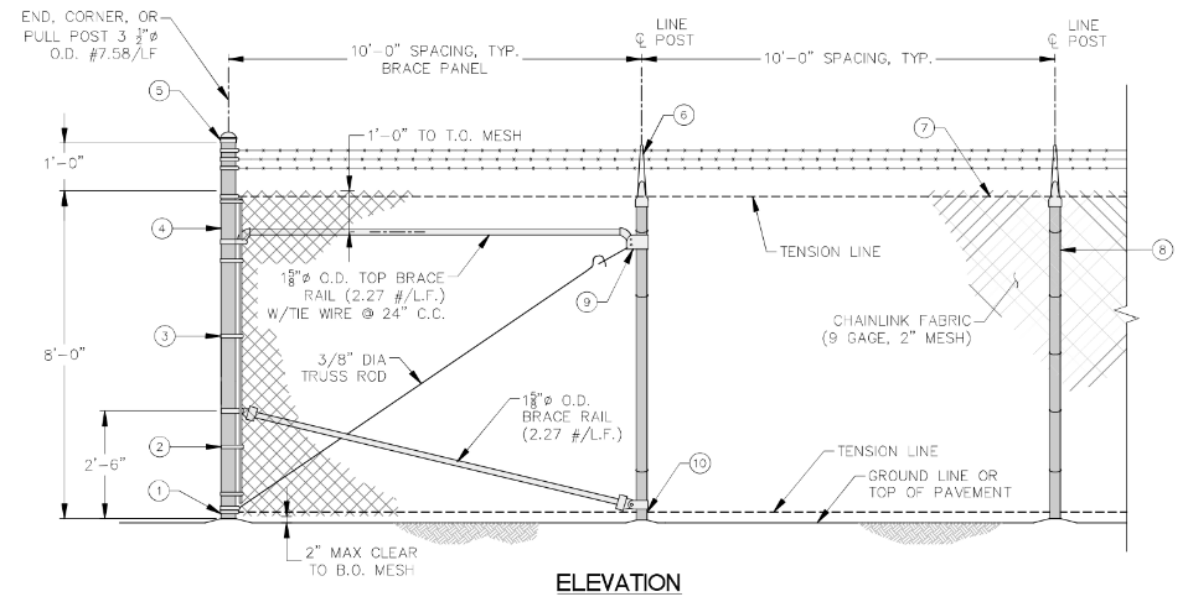 END, CORNER, OR
PULL POST 3 1/2"ø
O.D. #7.58/LF
10'-0" SPACING, TYP.
BRACE PANEL
LINE
℄ POST
10'-0" SPACING, TYP.
LINE
℄ POST
5
6
7
1'-0" TO T.O. MESH
1'-0"
4
TENSION LINE
8
1 5/8"ø O.D. TOP BRACE
RAIL (2.27 #/L.F.)
W/TIE WIRE @ 24" C.C.
9
CHAINLINK FABRIC
(9 GAGE, 2" MESH)
3
8'-0"
3/8" DIA
TRUSS ROD
1 5/8"ø O.D.
BRACE RAIL
(2.27 #/L.F.)
2
2'-6"
TENSION LINE
10
GROUND LINE OR
TOP OF PAVEMENT
1
2" MAX CLEAR
TO B.O. MESH
ELEVATION